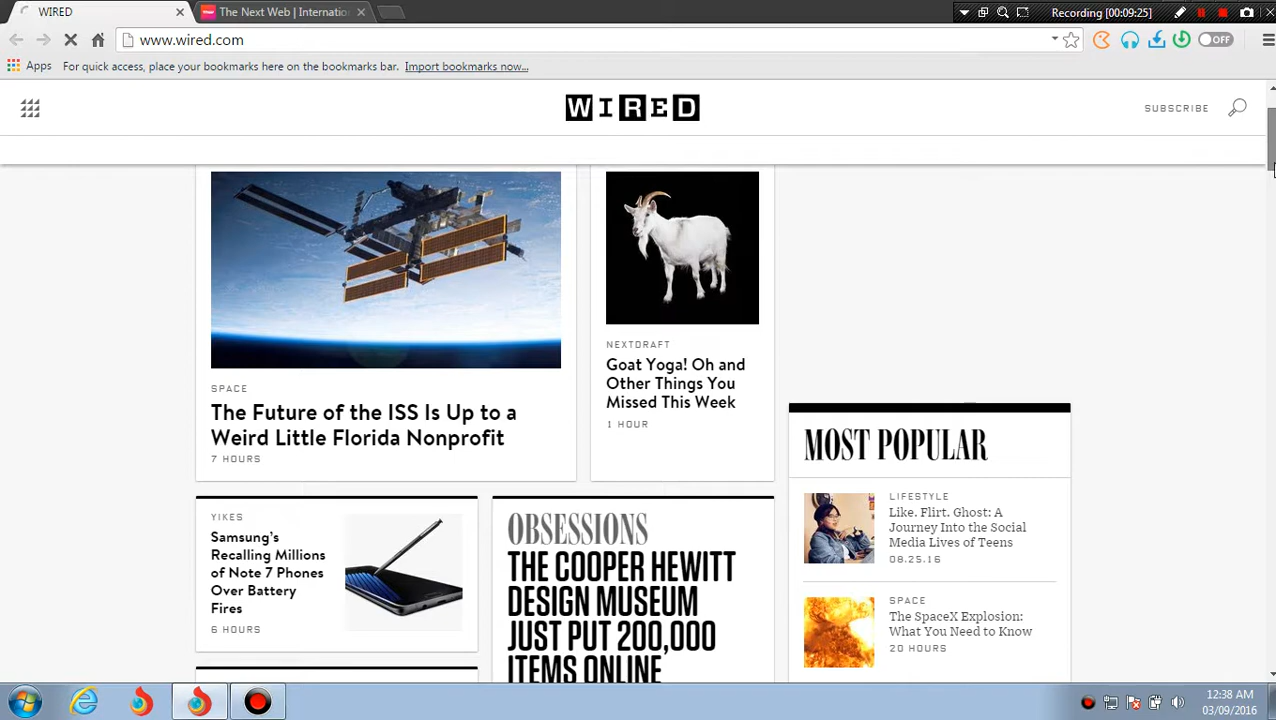 WIRED
The Next Web | Internatio
Recording [00:09:25]
www.wired.com
OFF
Apps
For quick access, place your bookmarks here on the bookmarks bar.
Import bookmarks now...
WIRED
SUBSCRIBE
SPACE
The Future of the ISS Is Up to a
Weird Little Florida Nonprofit
7 HOURS
NEXTDRAFT
Goat Yoga! Oh and
Other Things You
Missed This Week
1 HOUR
MOST POPULAR
LIFESTYLE
Like. Flirt. Ghost: A
Journey Into the Social
Media Lives of Teens
08.25.16
SPACE
The SpaceX Explosion:
What You Need to Know
20 HOURS
YIKES
Samsung's
Recalling Millions
of Note 7 Phones
Over Battery
Fires
6 HOURS
OBSESSIONS
THE COOPER HEWITT
DESIGN MUSEUM
JUST PUT 200,000
ITEMS ONLINE
12:38 AM
03/09/2016